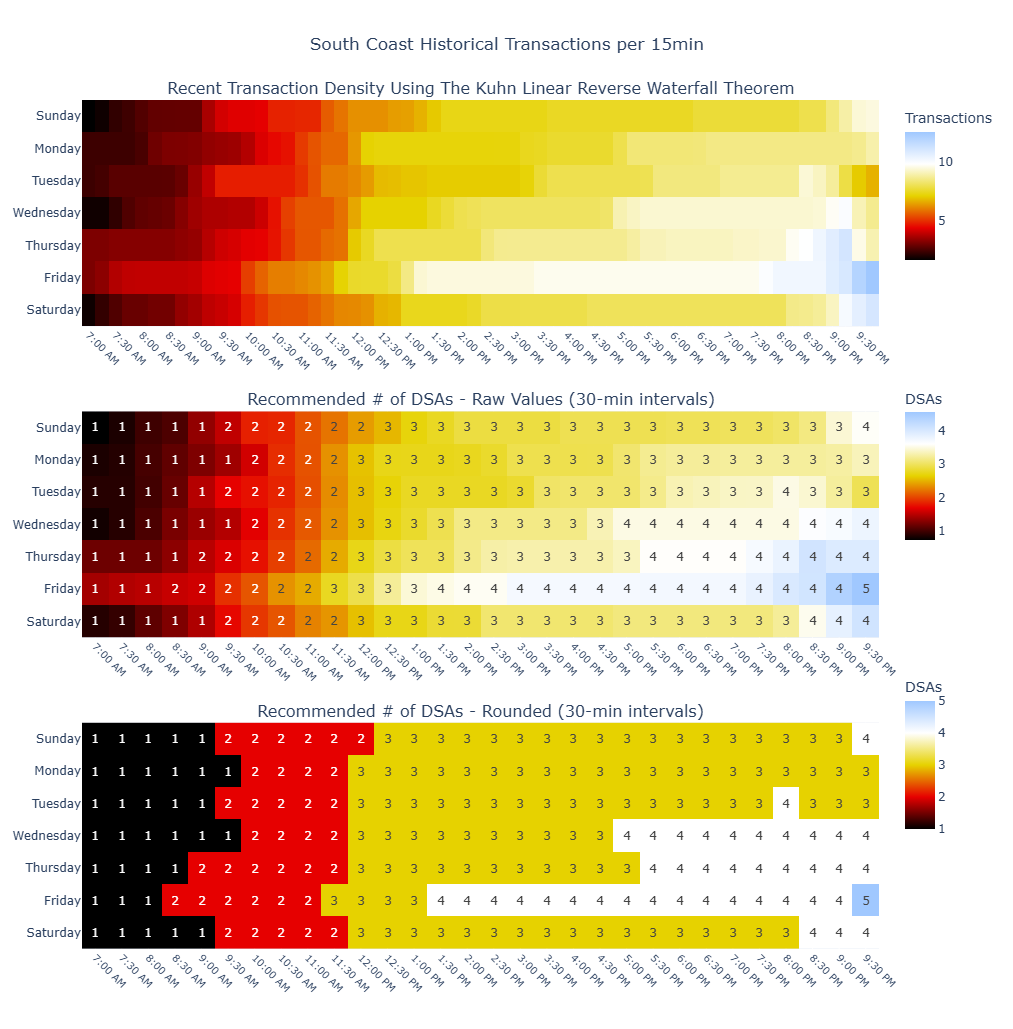 South Coast Historical Transactions per 15min
Recent Transaction Density Using The Kuhn Linear Reverse Waterfall Theorem
Sunday
Monday
Tuesday
Wednesday
Thursday
Friday
Saturday
7:00 AM 7:30 AM 8:00 AM 8:30 AM 9:00 AM 9:30 AM 10:00 AM 10:30 AM 11:00 AM 11:30 AM 12:00 PM 12:30 PM 1:00 PM 1:30 PM 2:00 PM 2:30 PM 3:00 PM 3:30 PM 4:00 PM 4:30 PM 5:00 PM 5:30 PM 6:00 PM 6:30 PM 7:00 PM 7:30 PM 8:00 PM 8:30 PM 9:00 PM 9:30 PM
Transactions
10
5
Recommended # of DSAs - Raw Values (30-min intervals)
Sunday 1 1 1 1 1 2 2 2 2 2 2 3 3 3 3 3 3 3 3 3 3 3 3 3 3 3 3 3 3 4
Monday 1 1 1 1 1 1 2 2 2 2 3 3 3 3 3 3 3 3 3 3 3 3 3 3 3 3 3 3 3 3
Tuesday 1 1 1 1 1 2 2 2 2 2 3 3 3 3 3 3 3 3 3 3 3 3 3 3 3 3 4 3 3 3
Wednesday 1 1 1 1 1 1 2 2 2 2 3 3 3 3 3 3 3 3 3 3 4 4 4 4 4 4 4 4 4 4
Thursday 1 1 1 1 2 2 2 2 2 2 3 3 3 3 3 3 3 3 3 3 3 4 4 4 4 4 4 4 4 4
Friday 1 1 1 2 2 2 2 2 2 3 3 3 3 4 4 4 4 4 4 4 4 4 4 4 4 4 4 4 4 5
Saturday 1 1 1 1 1 2 2 2 2 2 3 3 3 3 3 3 3 3 3 3 3 3 3 3 3 3 3 4 4 4
7:00 AM 7:30 AM 8:00 AM 8:30 AM 9:00 AM 9:30 AM 10:00 AM 10:30 AM 11:00 AM 11:30 AM 12:00 PM 12:30 PM 1:00 PM 1:30 PM 2:00 PM 2:30 PM 3:00 PM 3:30 PM 4:00 PM 4:30 PM 5:00 PM 5:30 PM 6:00 PM 6:30 PM 7:00 PM 7:30 PM 8:00 PM 8:30 PM 9:00 PM 9:30 PM
DSAs
4
3
2
1
Recommended # of DSAs - Rounded (30-min intervals)
Sunday 1 1 1 1 1 2 2 2 2 2 2 3 3 3 3 3 3 3 3 3 3 3 3 3 3 3 3 3 3 4
Monday 1 1 1 1 1 1 2 2 2 2 3 3 3 3 3 3 3 3 3 3 3 3 3 3 3 3 3 3 3 3
Tuesday 1 1 1 1 1 2 2 2 2 2 3 3 3 3 3 3 3 3 3 3 3 3 3 3 3 3 4 3 3 3
Wednesday 1 1 1 1 1 1 2 2 2 2 3 3 3 3 3 3 3 3 3 3 4 4 4 4 4 4 4 4 4 4
Thursday 1 1 1 1 2 2 2 2 2 2 3 3 3 3 3 3 3 3 3 3 3 4 4 4 4 4 4 4 4 4
Friday 1 1 1 2 2 2 2 2 2 3 3 3 3 4 4 4 4 4 4 4 4 4 4 4 4 4 4 4 4 5
Saturday 1 1 1 1 1 2 2 2 2 2 3 3 3 3 3 3 3 3 3 3 3 3 3 3 3 3 3 4 4 4
7:00 AM 7:30 AM 8:00 AM 8:30 AM 9:00 AM 9:30 AM 10:00 AM 10:30 AM 11:00 AM 11:30 AM 12:00 PM 12:30 PM 1:00 PM 1:30 PM 2:00 PM 2:30 PM 3:00 PM 3:30 PM 4:00 PM 4:30 PM 5:00 PM 5:30 PM 6:00 PM 6:30 PM 7:00 PM 7:30 PM 8:00 PM 8:30 PM 9:00 PM 9:30 PM
DSAs
5
4
3
2
1